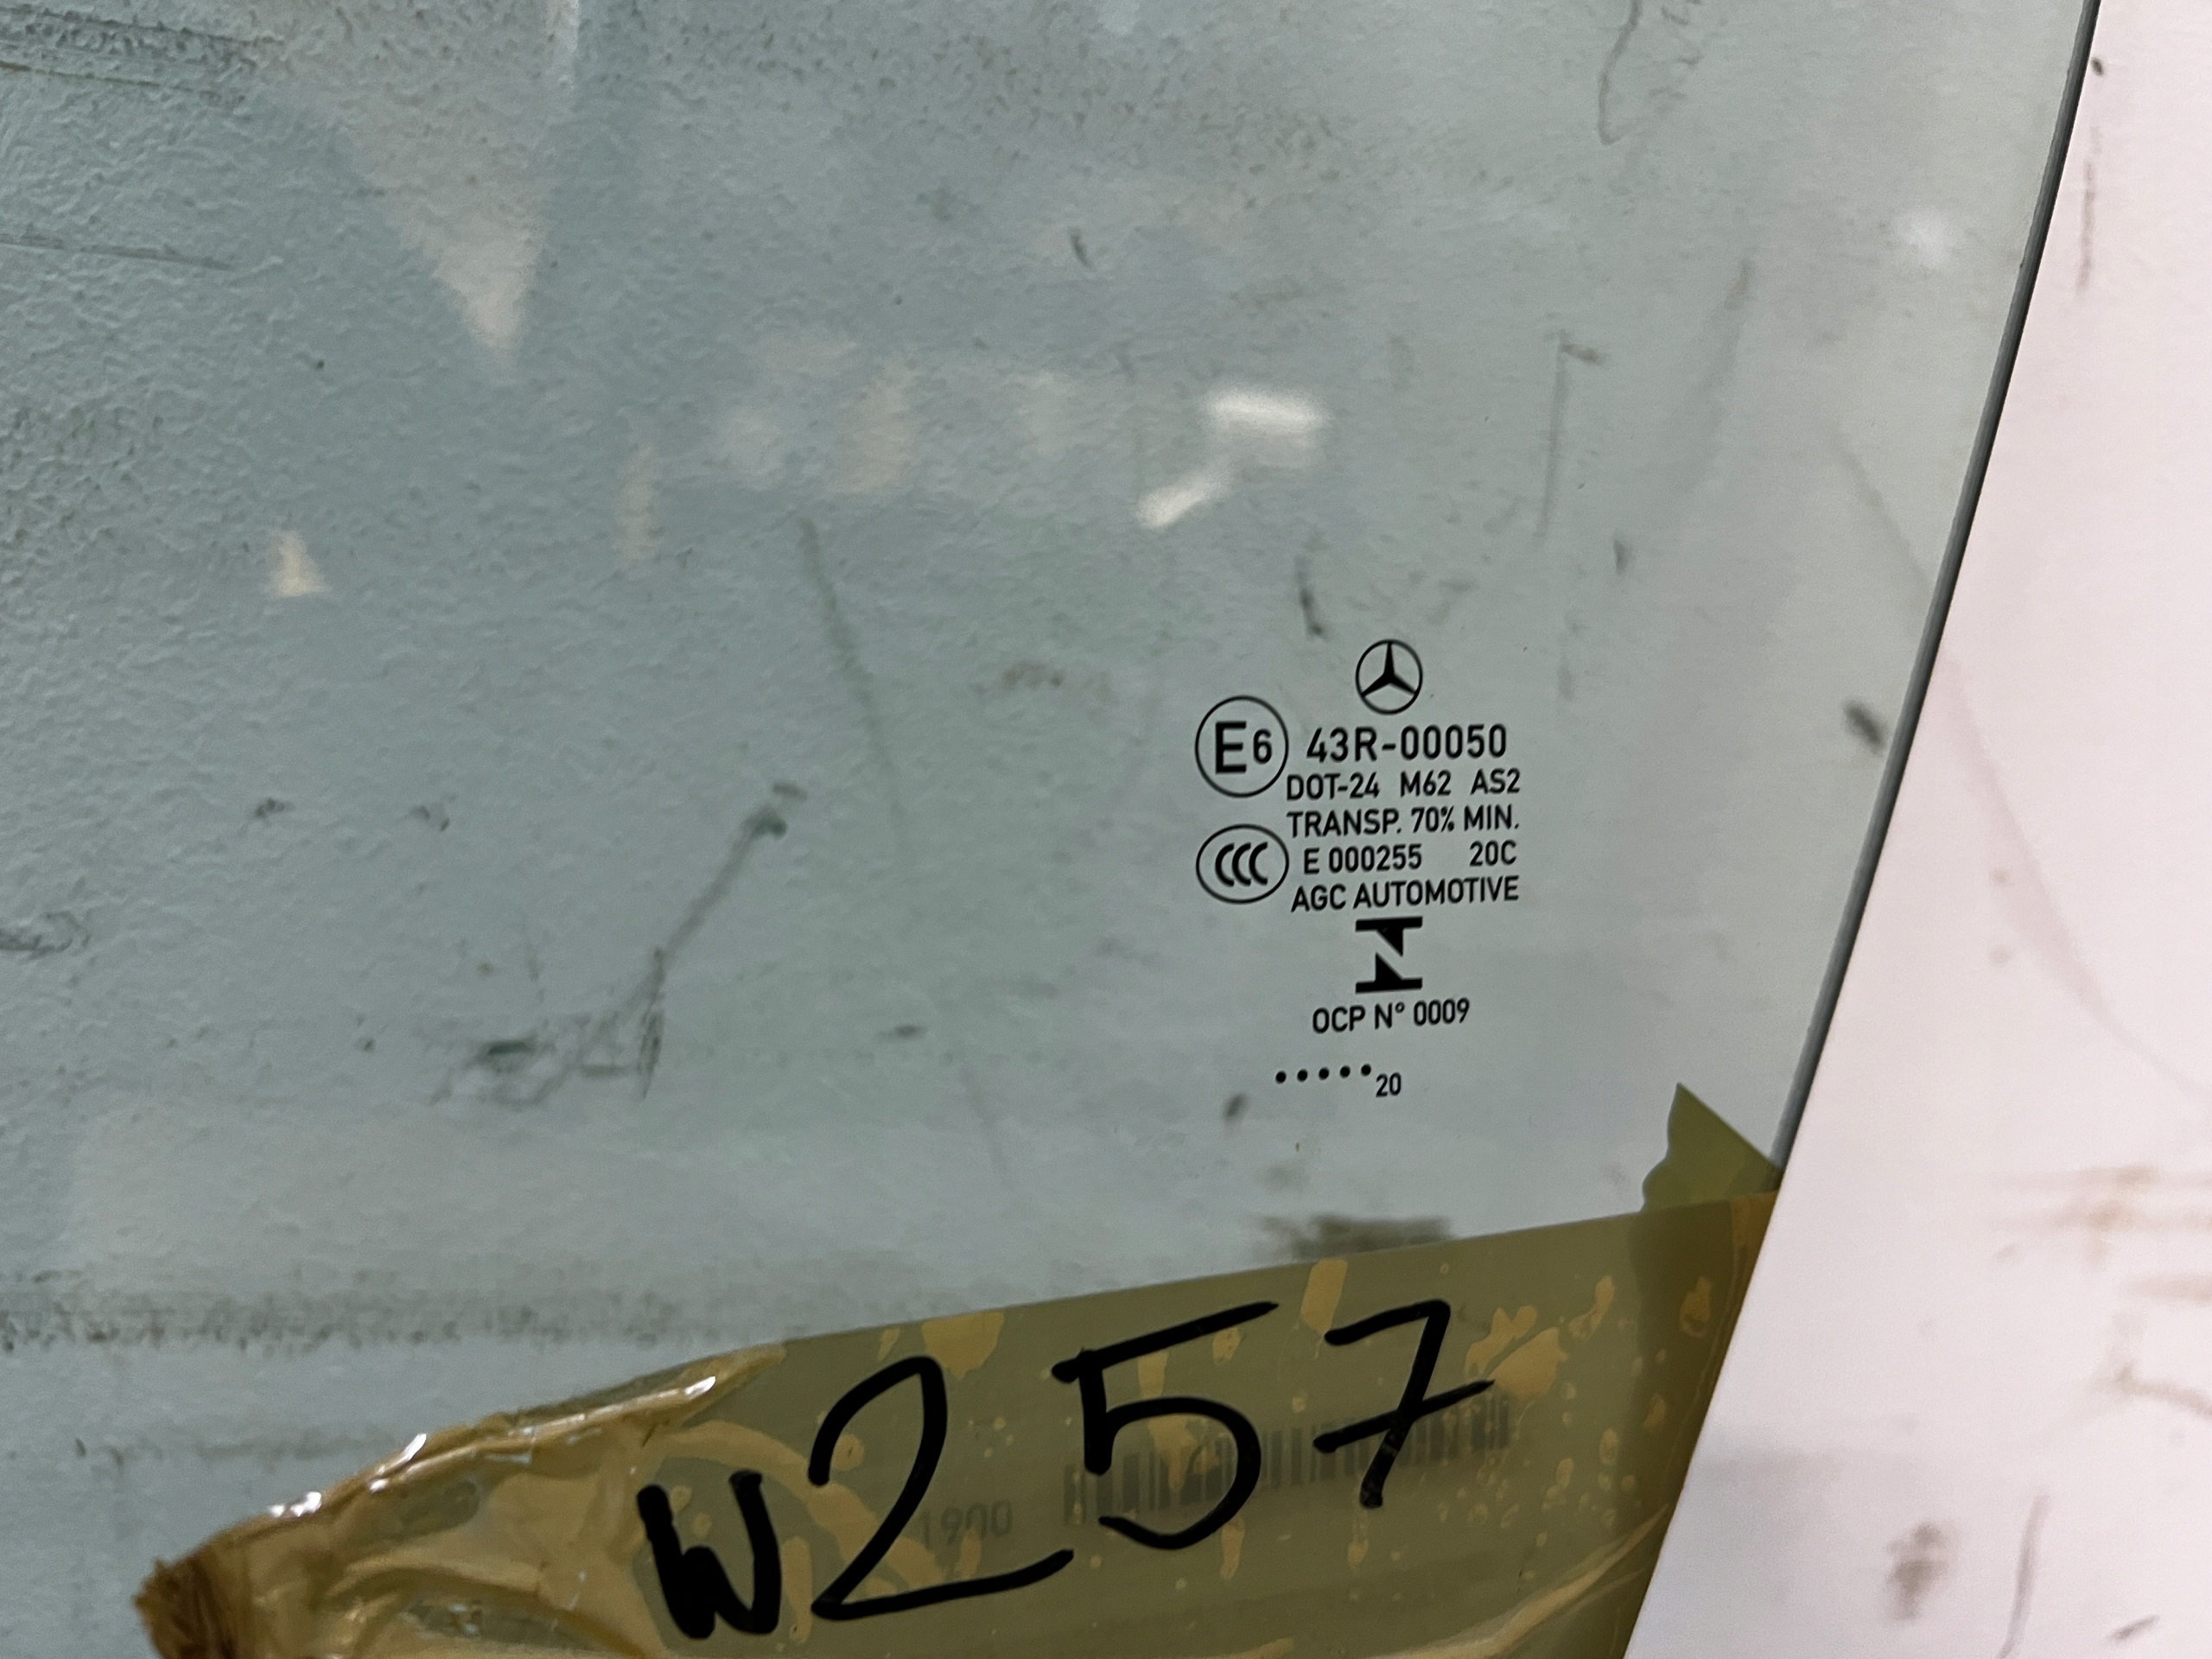 E6 43R-00050
DOT-24 M62 AS2
TRANSP. 70% MIN.
CCC E 000255 20C
AGC AUTOMOTIVE
OCP N° 0009
•••••20
W257
1900